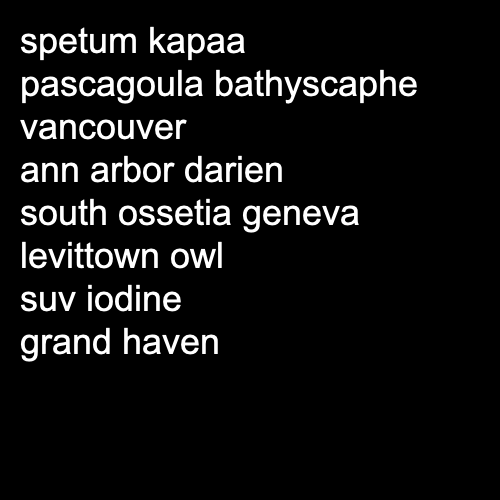 spetum kapaa
pascagoula bathyscaphe
vancouver
ann arbor darien
south ossetia geneva
levittown owl
suv iodine
grand haven